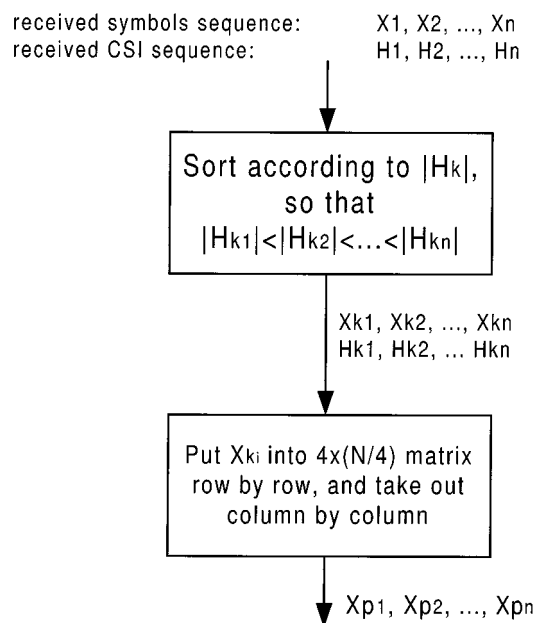 received symbols sequence: X1, X2, ..., Xn
received CSI sequence: H1, H2, ..., Hn
Sort according to |Hk|,
so that
|Hk1|<|Hk2|<...<|Hkn|
Xk1, Xk2, ..., Xkn
Hk1, Hk2, ... Hkn
Put Xki into 4x(N/4) matrix
row by row, and take out
column by column
Xp1, Xp2, ..., Xpn